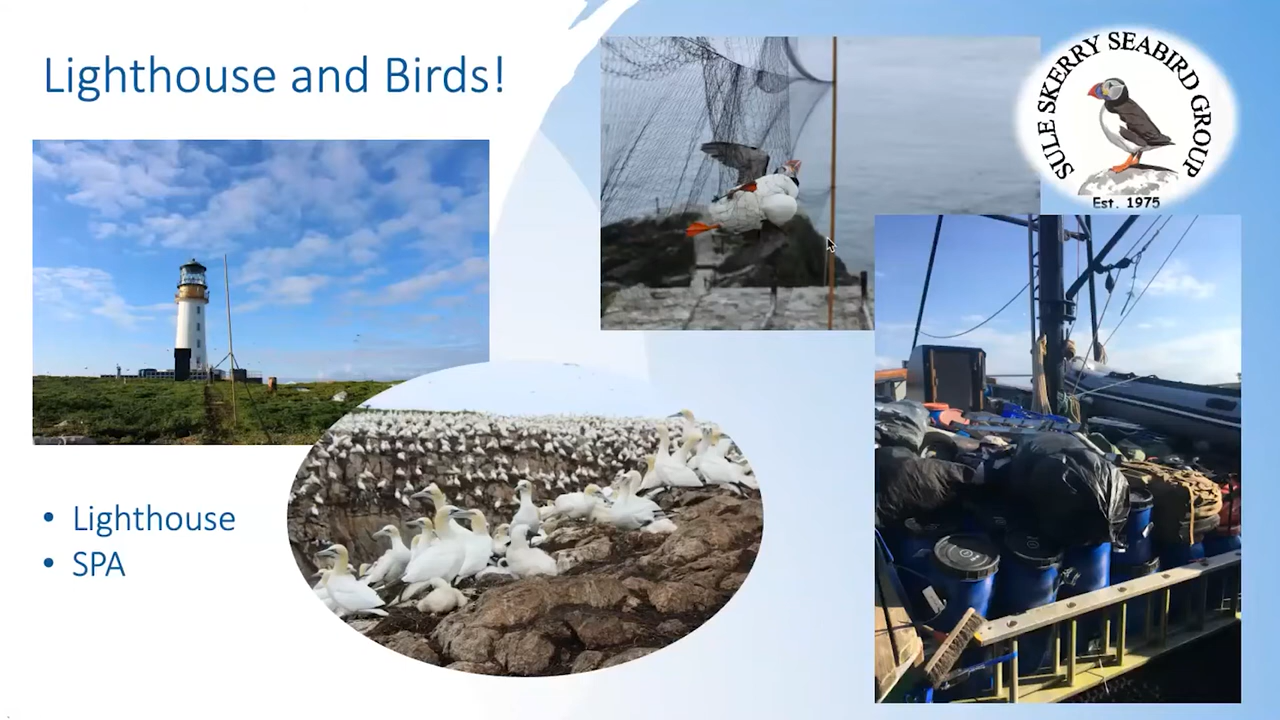 Lighthouse and Birds!
SULE SKERRY SEABIRD GROUP
Est. 1975
• Lighthouse
• SPA